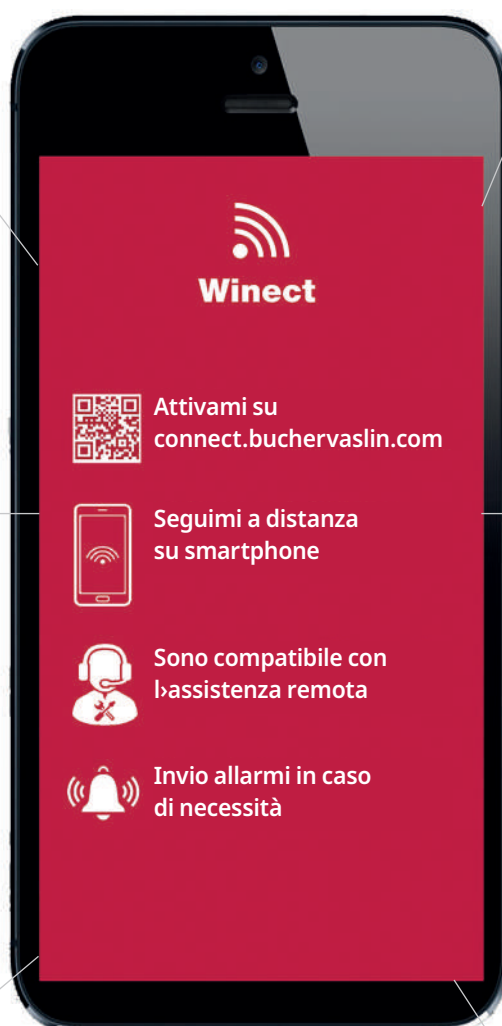 Winect
Attivami su
connect.buchervaslin.com
Seguimi a distanza
su smartphone
Sono compatibile con
l›assistenza remota
Invio allarmi in caso
di necessità